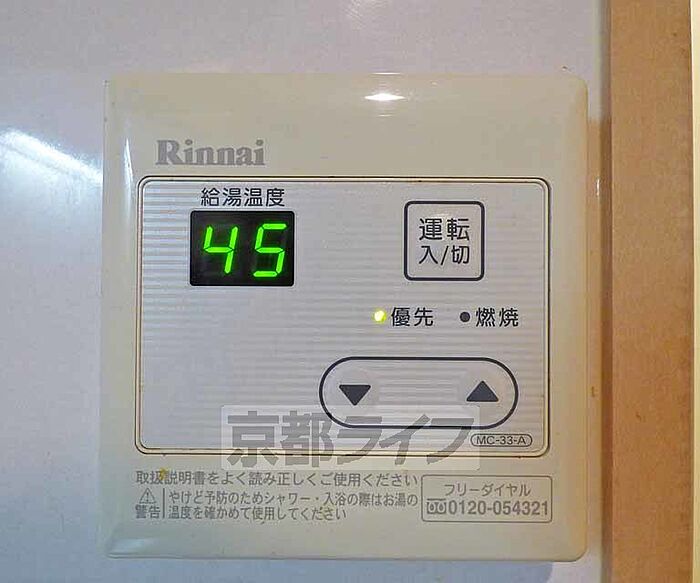 Rinnai
給湯温度
45
運転
入/切
優先 燃焼
MC-33-A
京都ライフ
取扱説明書をよく読み正しくご使用ください
警告 やけど予防のためシャワー・入浴の際はお湯の
温度を確かめて使用してください
フリーダイヤル
0120-054321